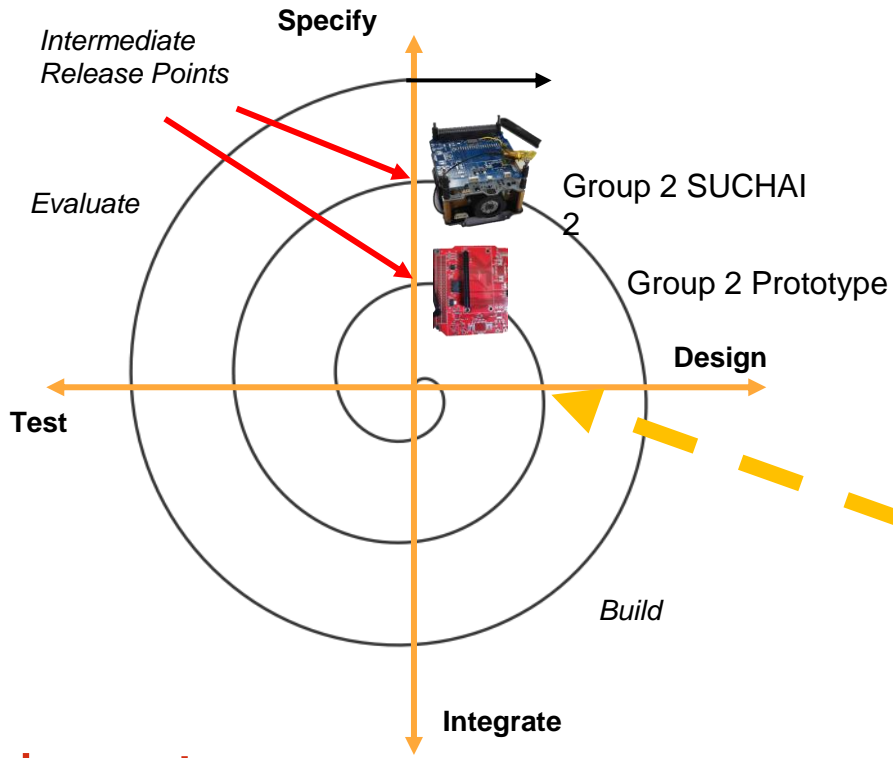 Specify
Intermediate
Release Points
Evaluate
Group 2 SUCHAI
2
Group 2 Prototype
Design
Test
Build
Integrate